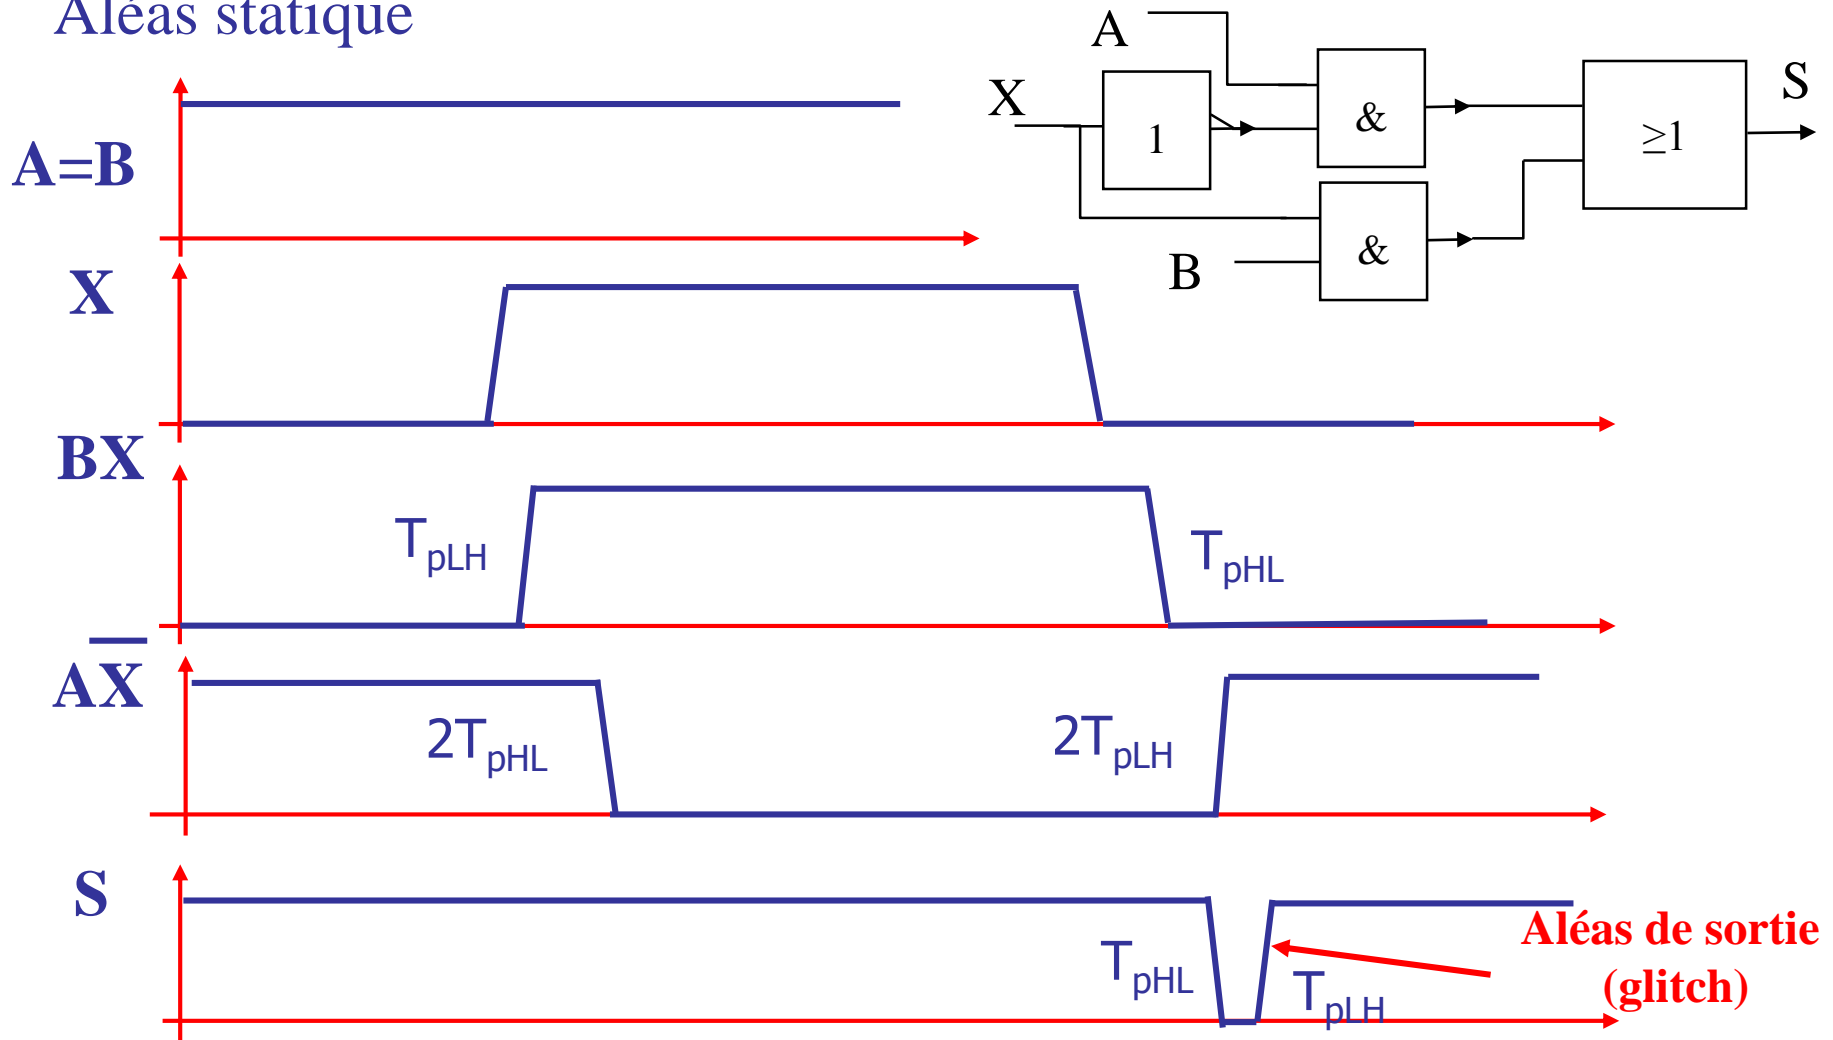 Aléas statique
A
X
1
&
&
≥1
S
B
A=B
X
BX
TpLH
TpHL
AX̅
2TpHL
2TpLH
S
TpHL
TpLH
Aléas de sortie
(glitch)